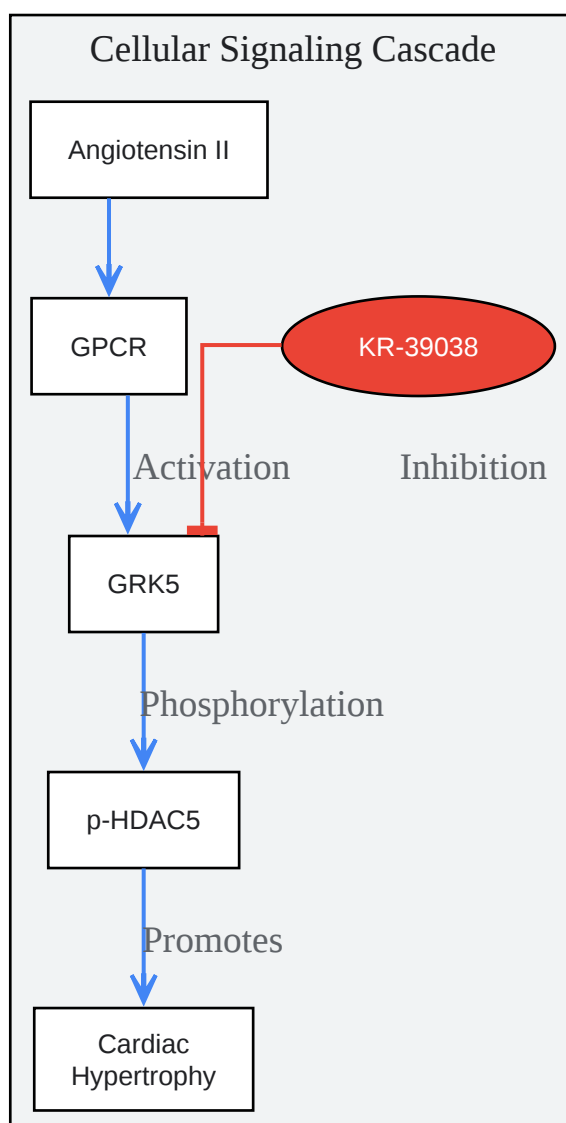 Cellular Signaling Cascade
Angiotensin II
GPCR
KR-39038
Activation
Inhibition
GRK5
Phosphorylation
p-HDAC5
Promotes
Cardiac
Hypertrophy